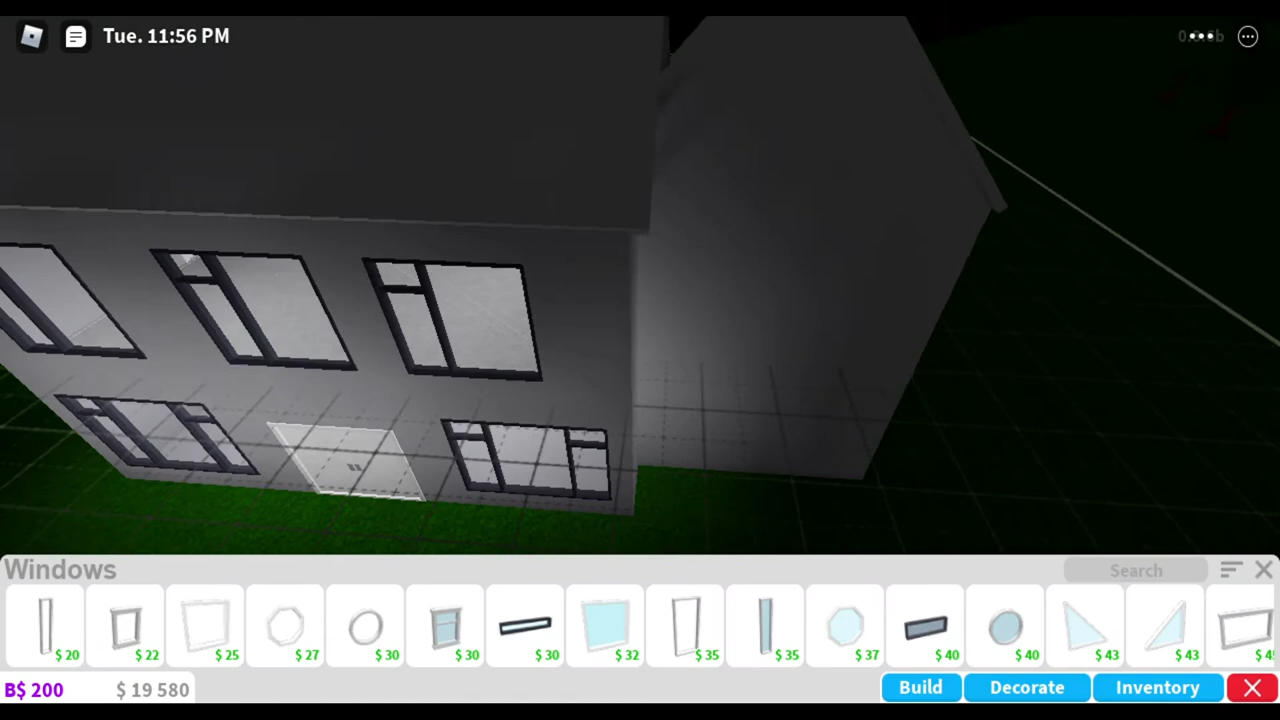 Tue. 11:56 PM
Windows
Search
$ 20
$ 22
$ 25
$ 27
$ 30
$ 30
$ 30
$ 32
$ 35
$ 35
$ 37
$ 40
$ 40
$ 43
$ 43
B$ 200
$ 19 580
Build
Decorate
Inventory